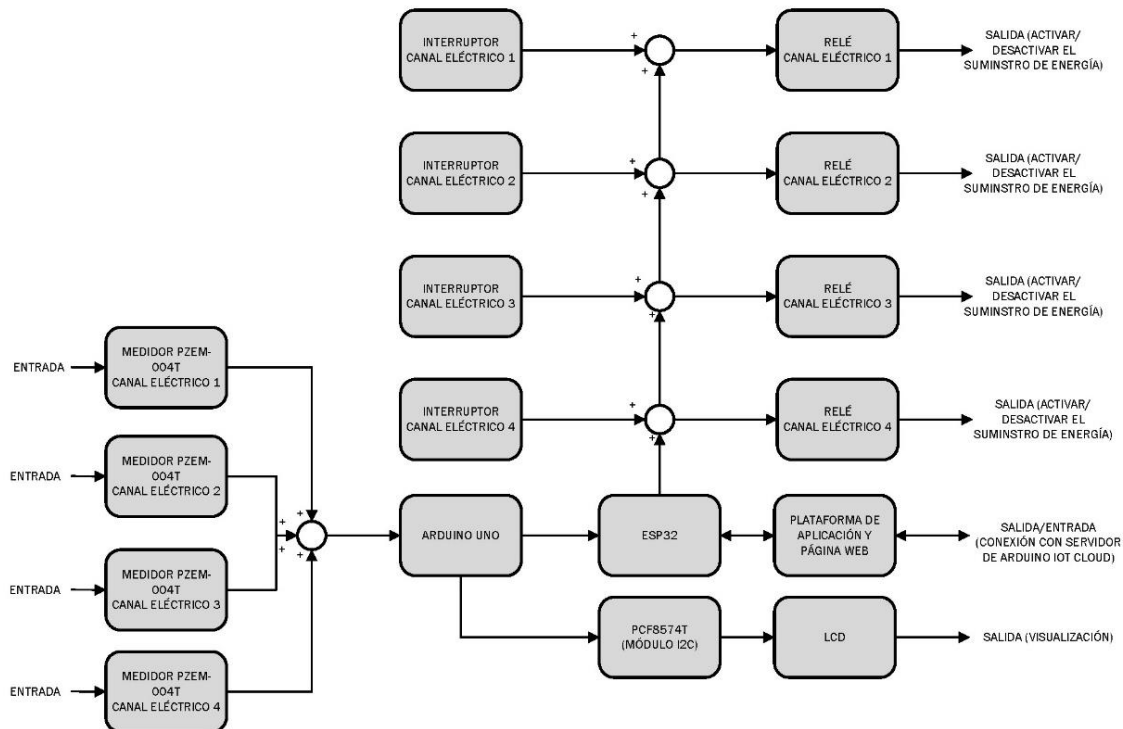 INTERRUPTOR
CANAL ELÉCTRICO 1
+
+
RELÉ
CANAL ELÉCTRICO 1
SALIDA (ACTIVAR/
DESACTIVAR EL
SUMINSTRO DE ENERGÍA)
INTERRUPTOR
CANAL ELÉCTRICO 2
+
+
RELÉ
CANAL ELÉCTRICO 2
SALIDA (ACTIVAR/
DESACTIVAR EL
SUMINSTRO DE ENERGÍA)
INTERRUPTOR
CANAL ELÉCTRICO 3
+
+
RELÉ
CANAL ELÉCTRICO 3
SALIDA (ACTIVAR/
DESACTIVAR EL
SUMINSTRO DE ENERGÍA)
INTERRUPTOR
CANAL ELÉCTRICO 4
+
+
RELÉ
CANAL ELÉCTRICO 4
SALIDA (ACTIVAR/
DESACTIVAR EL
SUMINSTRO DE ENERGÍA)
ENTRADA
MEDIDOR PZEM-
004T
CANAL ELÉCTRICO 1
ENTRADA
MEDIDOR PZEM-
004T
CANAL ELÉCTRICO 2
ENTRADA
MEDIDOR PZEM-
004T
CANAL ELÉCTRICO 3
ENTRADA
MEDIDOR PZEM-
004T
CANAL ELÉCTRICO 4
+
+
+
+
ARDUINO UNO
ESP32
PLATAFORMA DE
APLICACIÓN Y
PÁGINA WEB
SALIDA/ENTRADA
(CONEXIÓN CON SERVIDOR
DE ARDUINO IOT CLOUD)
PCF8574T
(MÓDULO I2C)
LCD
SALIDA (VISUALIZACIÓN)